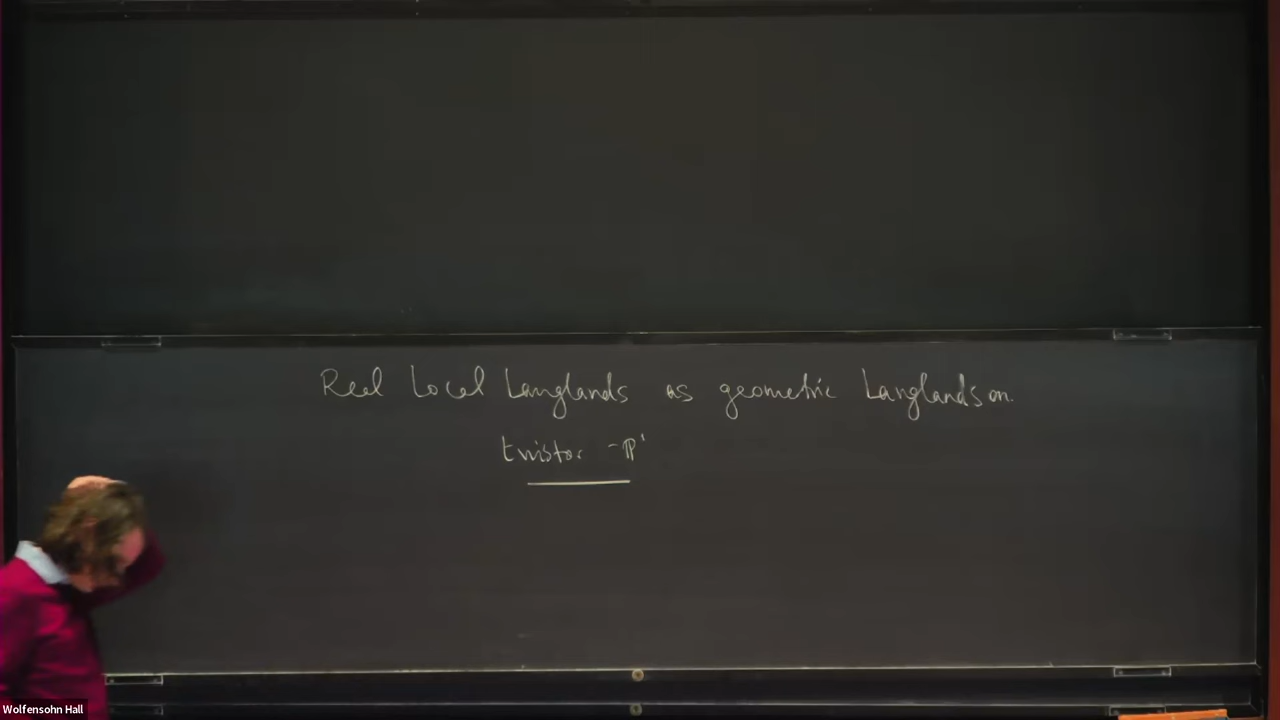 Real Local Langlands as geometric Langlands on
twistor-ℙ¹
Wolfensohn Hall